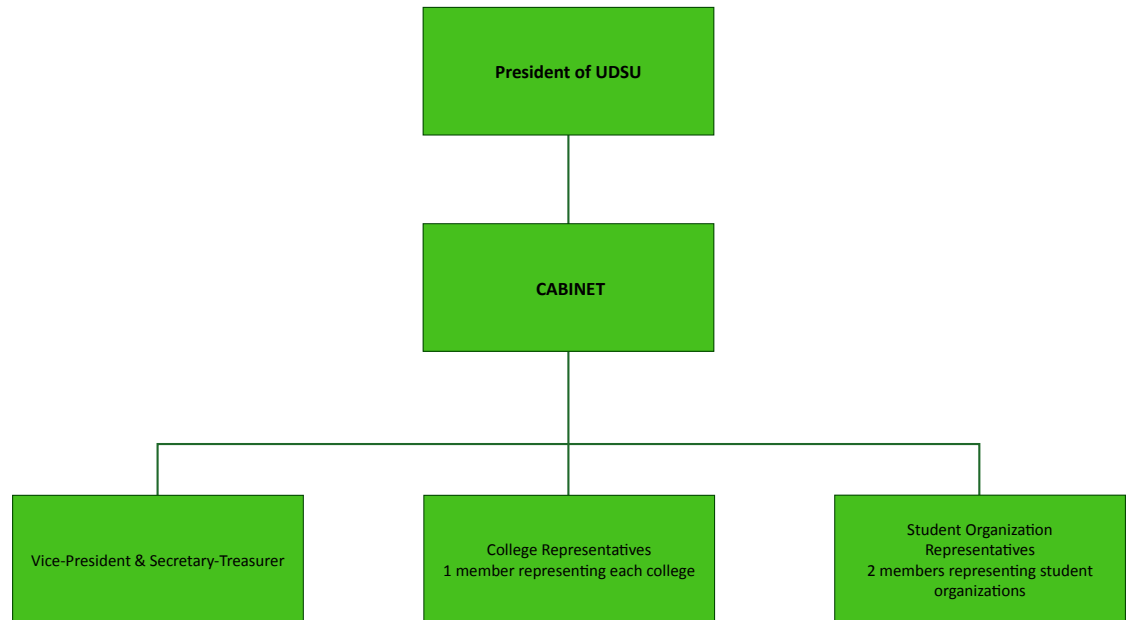 President of UDSU
CABINET
Vice-President & Secretary-Treasurer
College Representatives
1 member representing each college
Student Organization
Representatives
2 members representing student
organizations